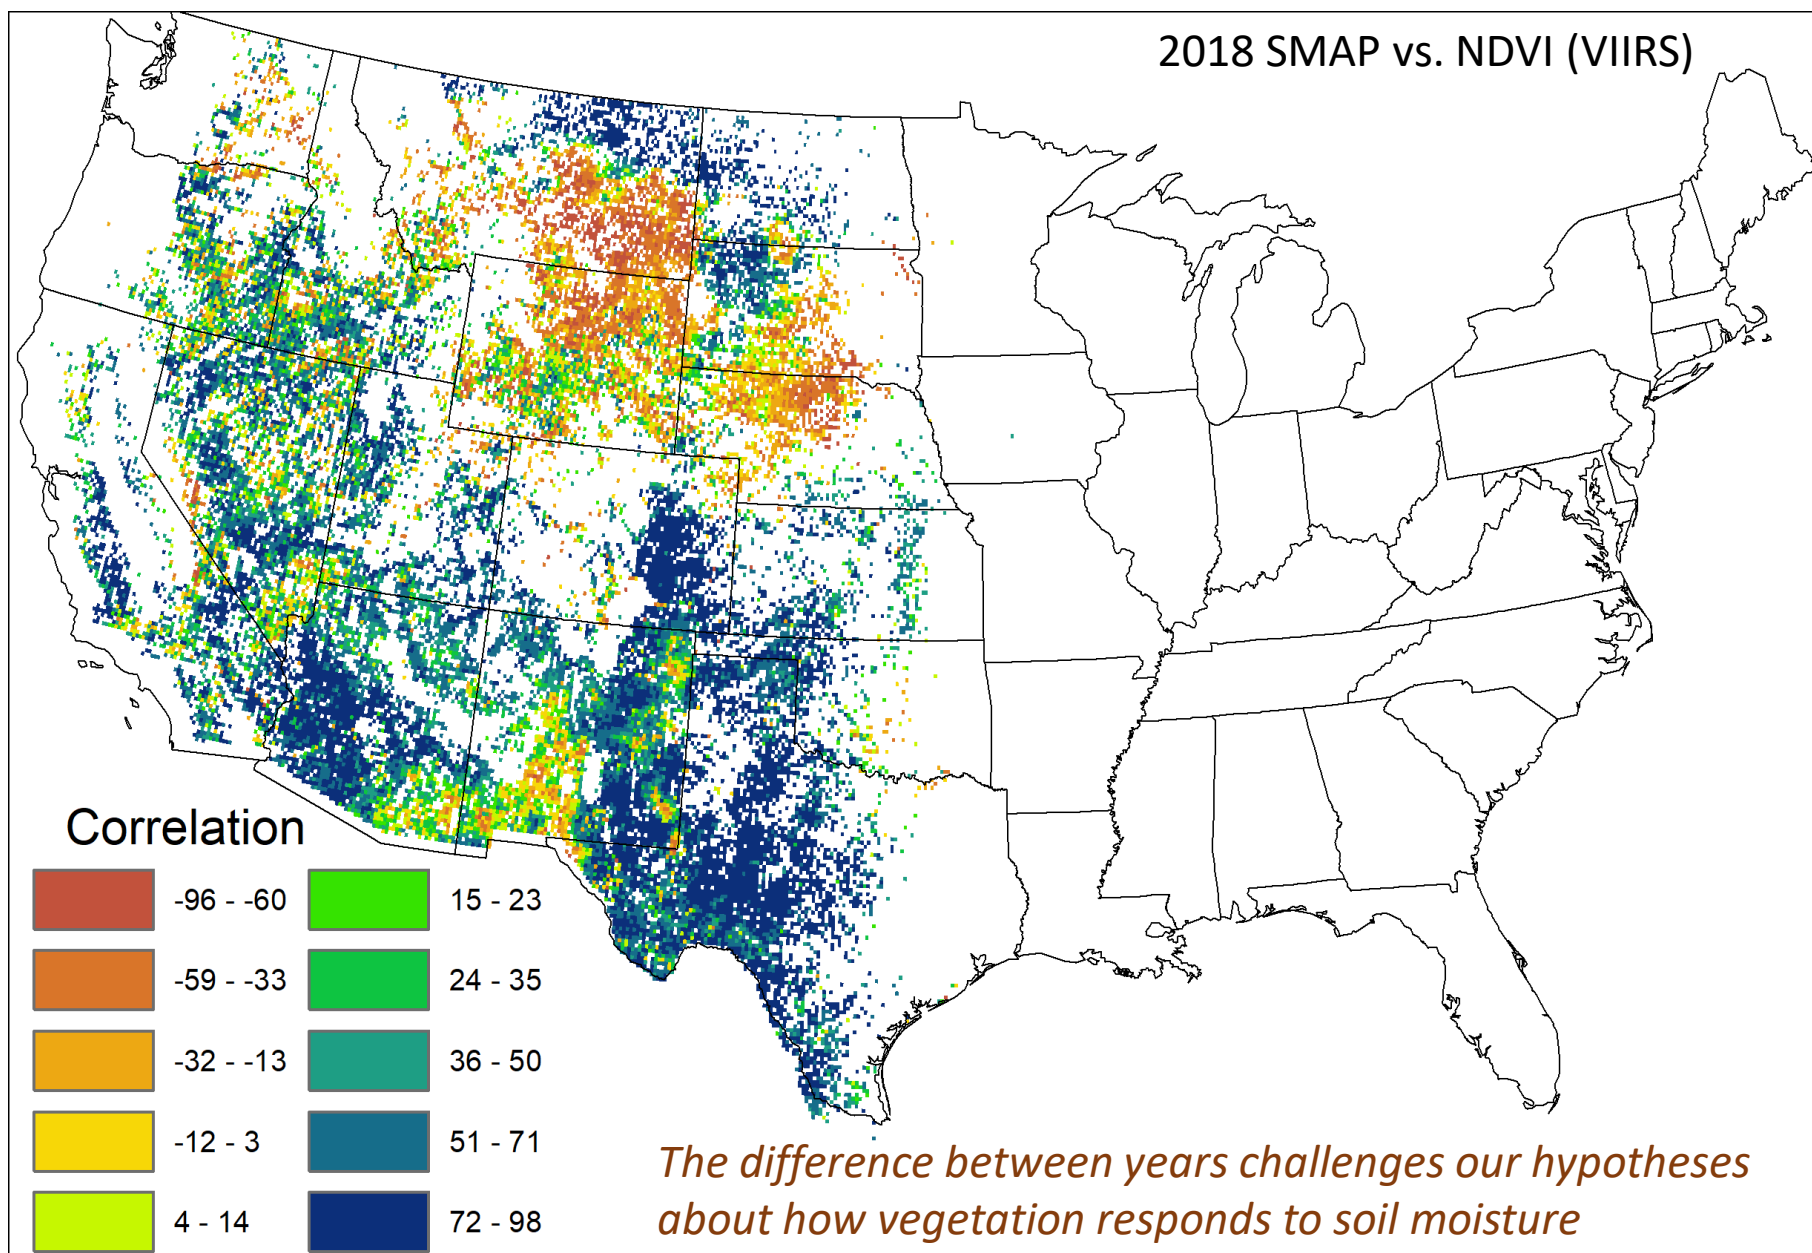 2018 SMAP vs. NDVI (VIIRS)
Correlation
-96 - -60
-59 - -33
-32 - -13
-12 - 3
4 - 14
15 - 23
24 - 35
36 - 50
51 - 71
72 - 98
The difference between years challenges our hypotheses
about how vegetation responds to soil moisture